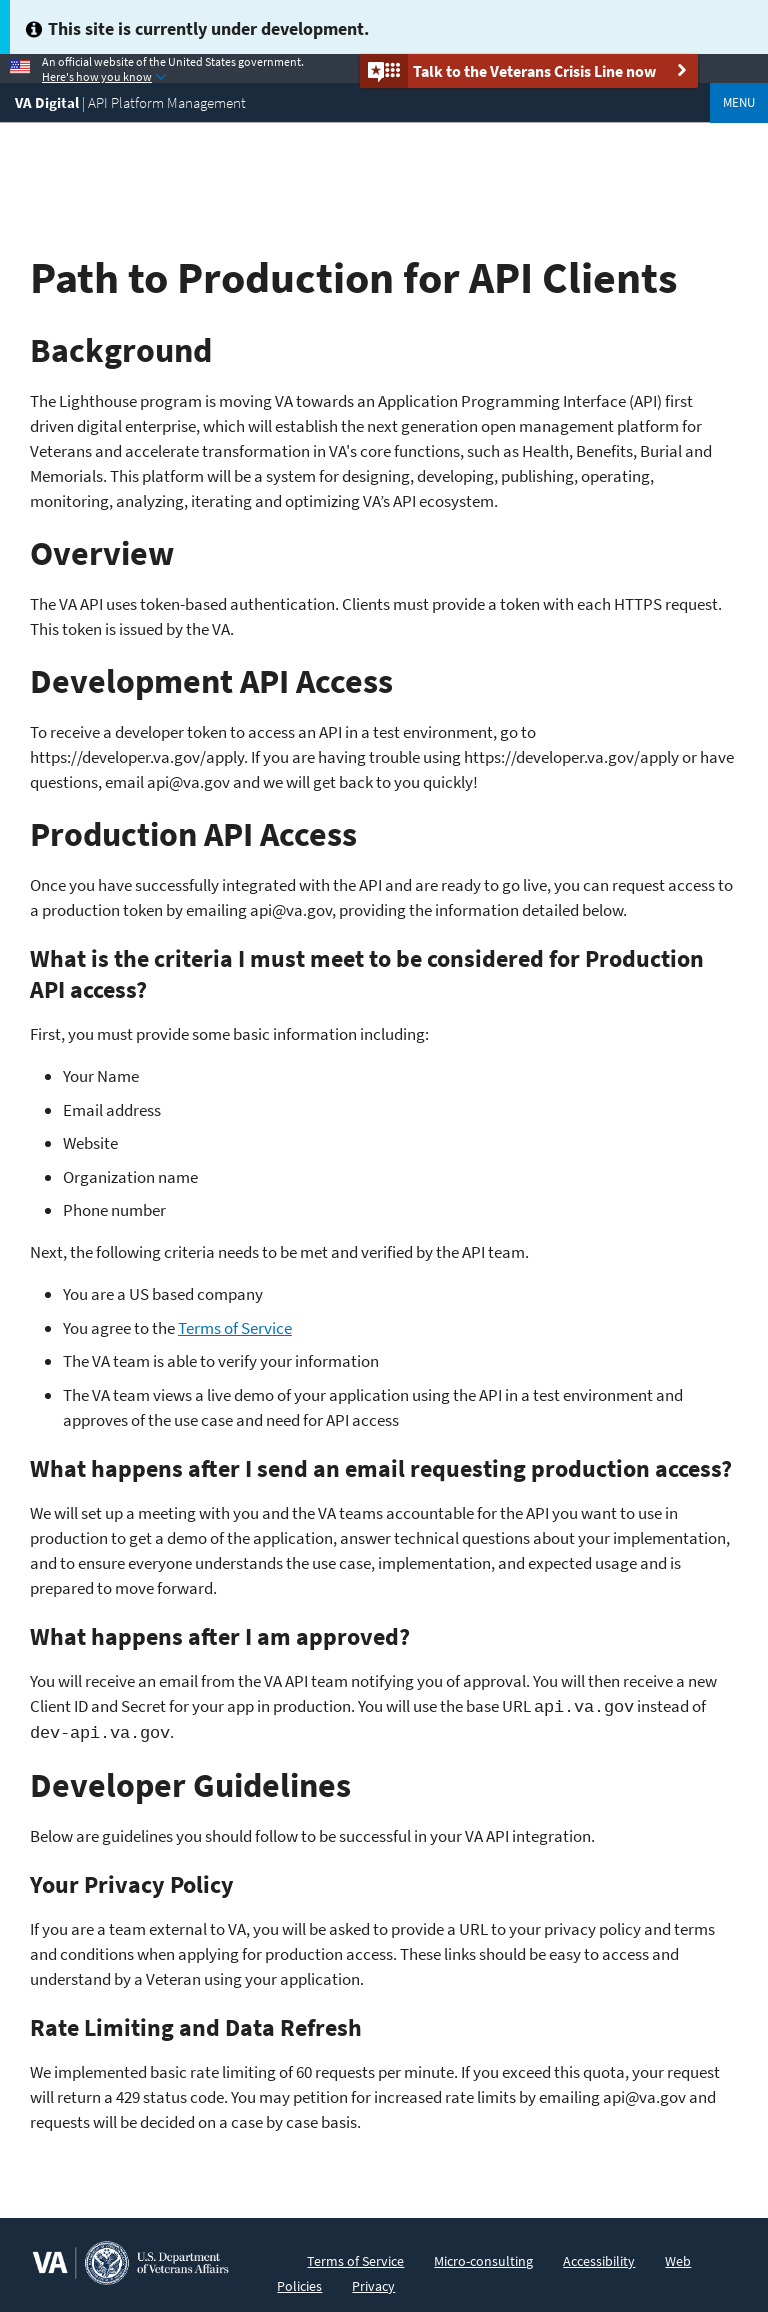 This site is currently under development.
An official website of the United States government.
Here's how you know
Talk to the Veterans Crisis Line now
VA Digital | API Platform Management
MENU
Path to Production for API Clients
Background
The Lighthouse program is moving VA towards an Application Programming Interface (API) first
driven digital enterprise, which will establish the next generation open management platform for
Veterans and accelerate transformation in VA's core functions, such as Health, Benefits, Burial and
Memorials. This platform will be a system for designing, developing, publishing, operating,
monitoring, analyzing, iterating and optimizing VA’s API ecosystem.
Overview
The VA API uses token-based authentication. Clients must provide a token with each HTTPS request.
This token is issued by the VA.
Development API Access
To receive a developer token to access an API in a test environment, go to
https://developer.va.gov/apply. If you are having trouble using https://developer.va.gov/apply or have
questions, email api@va.gov and we will get back to you quickly!
Production API Access
Once you have successfully integrated with the API and are ready to go live, you can request access to
a production token by emailing api@va.gov, providing the information detailed below.
What is the criteria I must meet to be considered for Production
API access?
First, you must provide some basic information including:
• Your Name
• Email address
• Website
• Organization name
• Phone number
Next, the following criteria needs to be met and verified by the API team.
• You are a US based company
• You agree to the Terms of Service
• The VA team is able to verify your information
• The VA team views a live demo of your application using the API in a test environment and
approves of the use case and need for API access
What happens after I send an email requesting production access?
We will set up a meeting with you and the VA teams accountable for the API you want to use in
production to get a demo of the application, answer technical questions about your implementation,
and to ensure everyone understands the use case, implementation, and expected usage and is
prepared to move forward.
What happens after I am approved?
You will receive an email from the VA API team notifying you of approval. You will then receive a new
Client ID and Secret for your app in production. You will use the base URL api.va.gov instead of
dev-api.va.gov.
Developer Guidelines
Below are guidelines you should follow to be successful in your VA API integration.
Your Privacy Policy
If you are a team external to VA, you will be asked to provide a URL to your privacy policy and terms
and conditions when applying for production access. These links should be easy to access and
understand by a Veteran using your application.
Rate Limiting and Data Refresh
We implemented basic rate limiting of 60 requests per minute. If you exceed this quota, your request
will return a 429 status code. You may petition for increased rate limits by emailing api@va.gov and
requests will be decided on a case by case basis.
VA
U.S. Department
of Veterans Affairs
Terms of Service Micro-consulting Accessibility Web
Policies Privacy